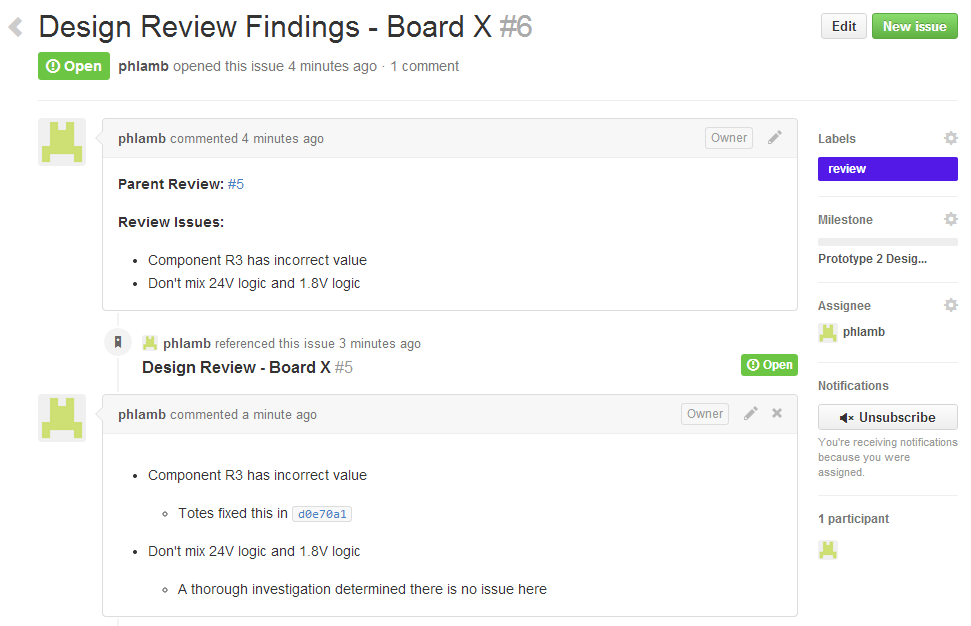 Design Review Findings - Board X #6
Edit
New issue
Open
phlamb opened this issue 4 minutes ago · 1 comment
phlamb commented 4 minutes ago
Owner
Parent Review: #5
Review Issues:
• Component R3 has incorrect value
• Don't mix 24V logic and 1.8V logic
phlamb referenced this issue 3 minutes ago
Design Review - Board X #5
Open
phlamb commented a minute ago
Owner
• Component R3 has incorrect value
◦ Totes fixed this in d0e70a1
• Don't mix 24V logic and 1.8V logic
◦ A thorough investigation determined there is no issue here
Labels
review
Milestone
Prototype 2 Desig...
Assignee
phlamb
Notifications
Unsubscribe
You're receiving notifications
because you were
assigned.
1 participant